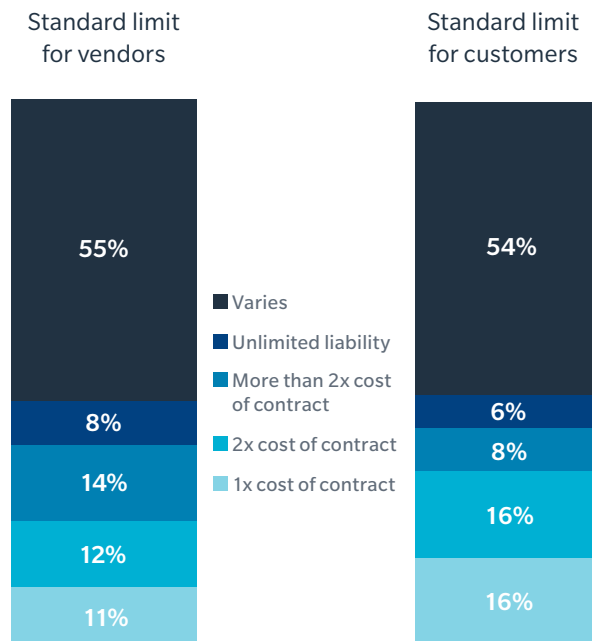 Standard limit
for vendors
55%
8%
14%
12%
11%
Varies
Unlimited liability
More than 2x cost
of contract
2x cost of contract
1x cost of contract
Standard limit
for customers
54%
6%
8%
16%
16%